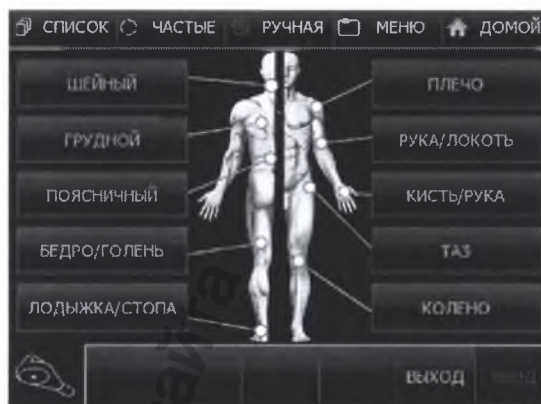 СПИСОК ЧАСТЫЕ РУЧНАЯ МЕНЮ ДОМОЙ
ШЕЙНЫЙ ПЛЕЧО
ГРУДНОЙ РУКА/ЛОКОТЬ
ПОЯСНИЧНЫЙ КИСТЬ/РУКА
БЕДРО/ГОЛЕНЬ ТАЗ
ЛОДЫЖКА/СТОПА КОЛЕНО
ВЫХОД